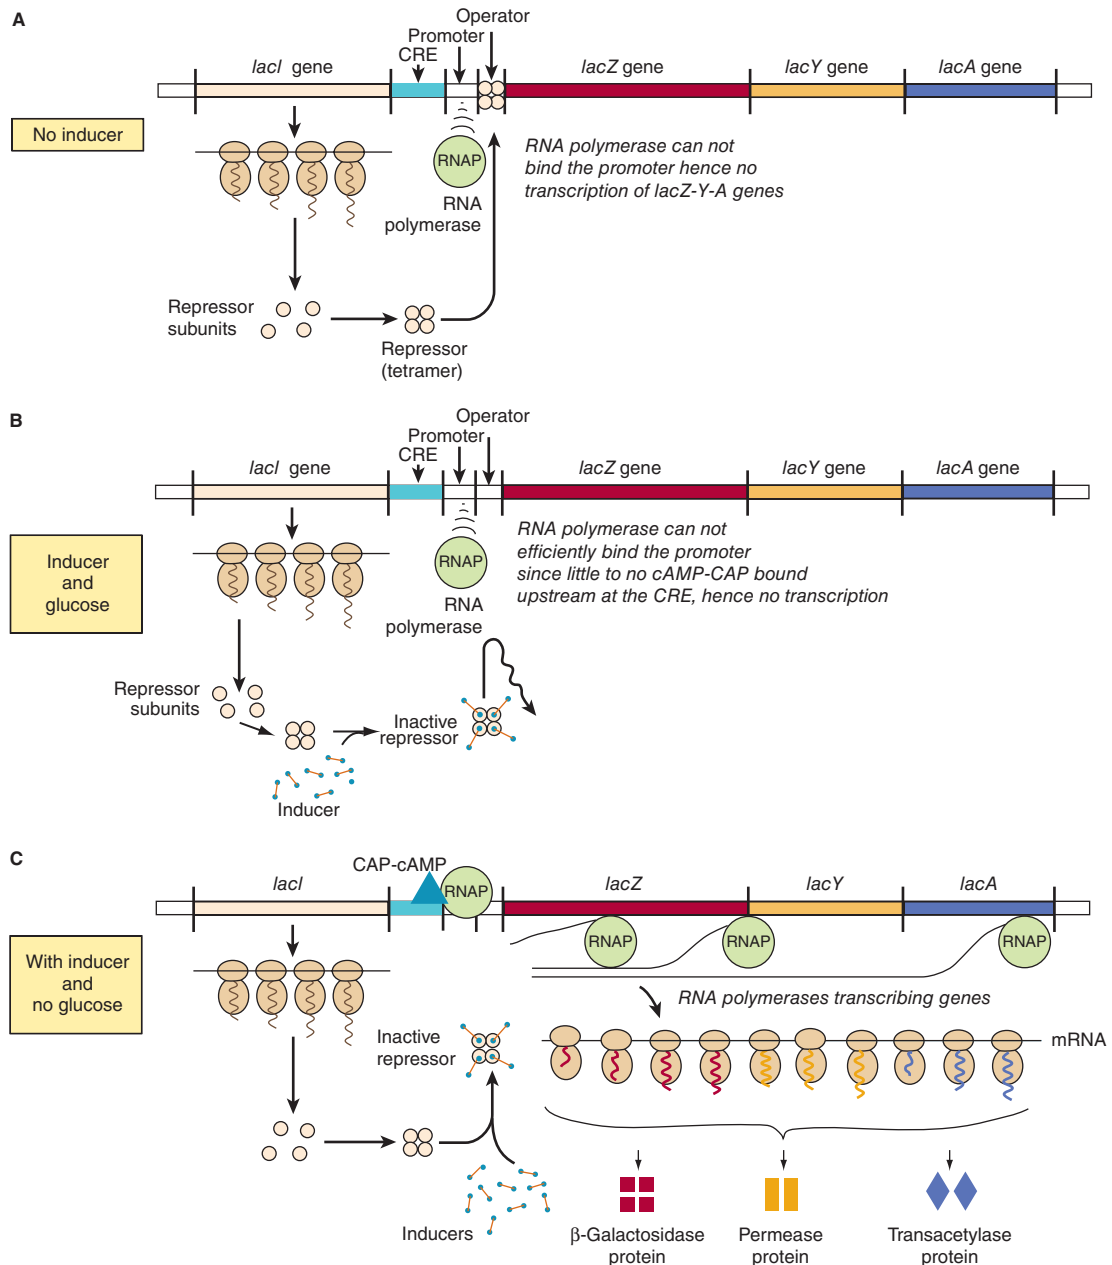 A
Operator
Promoter
CRE
lacI gene
lacZ gene
lacY gene
lacA gene
No inducer
RNAP
RNA
polymerase
RNA polymerase can not
bind the promoter hence no
transcription of lacZ-Y-A genes
Repressor
subunits
Repressor
(tetramer)
B
Operator
Promoter
CRE
lacI gene
lacZ gene
lacY gene
lacA gene
Inducer
and
glucose
RNAP
RNA
polymerase
RNA polymerase can not
efficiently bind the promoter
since little to no cAMP-CAP bound
upstream at the CRE, hence no transcription
Repressor
subunits
Inactive
repressor
Inducer
C
CAP-cAMP
RNAP
lacI
lacZ
lacY
lacA
With inducer
and
no glucose
RNAP
RNAP
RNAP
RNA polymerases transcribing genes
Inactive
repressor
mRNA
Inducers
β-Galactosidase
protein
Permease
protein
Transacetylase
protein